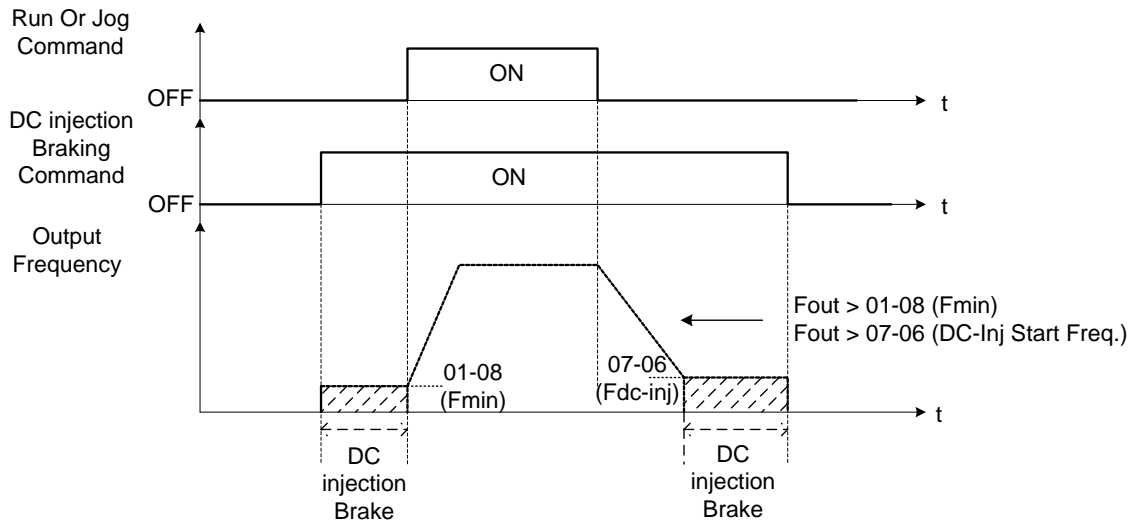 Run Or Jog
Command
ON
OFF
t
DC injection
Braking
Command
ON
OFF
t
Output
Frequency
Fout > 01-08 (Fmin)
Fout > 07-06 (DC-Inj Start Freq.)
01-08
(Fmin)
07-06
(Fdc-inj)
t
DC
injection
Brake
DC
injection
Brake